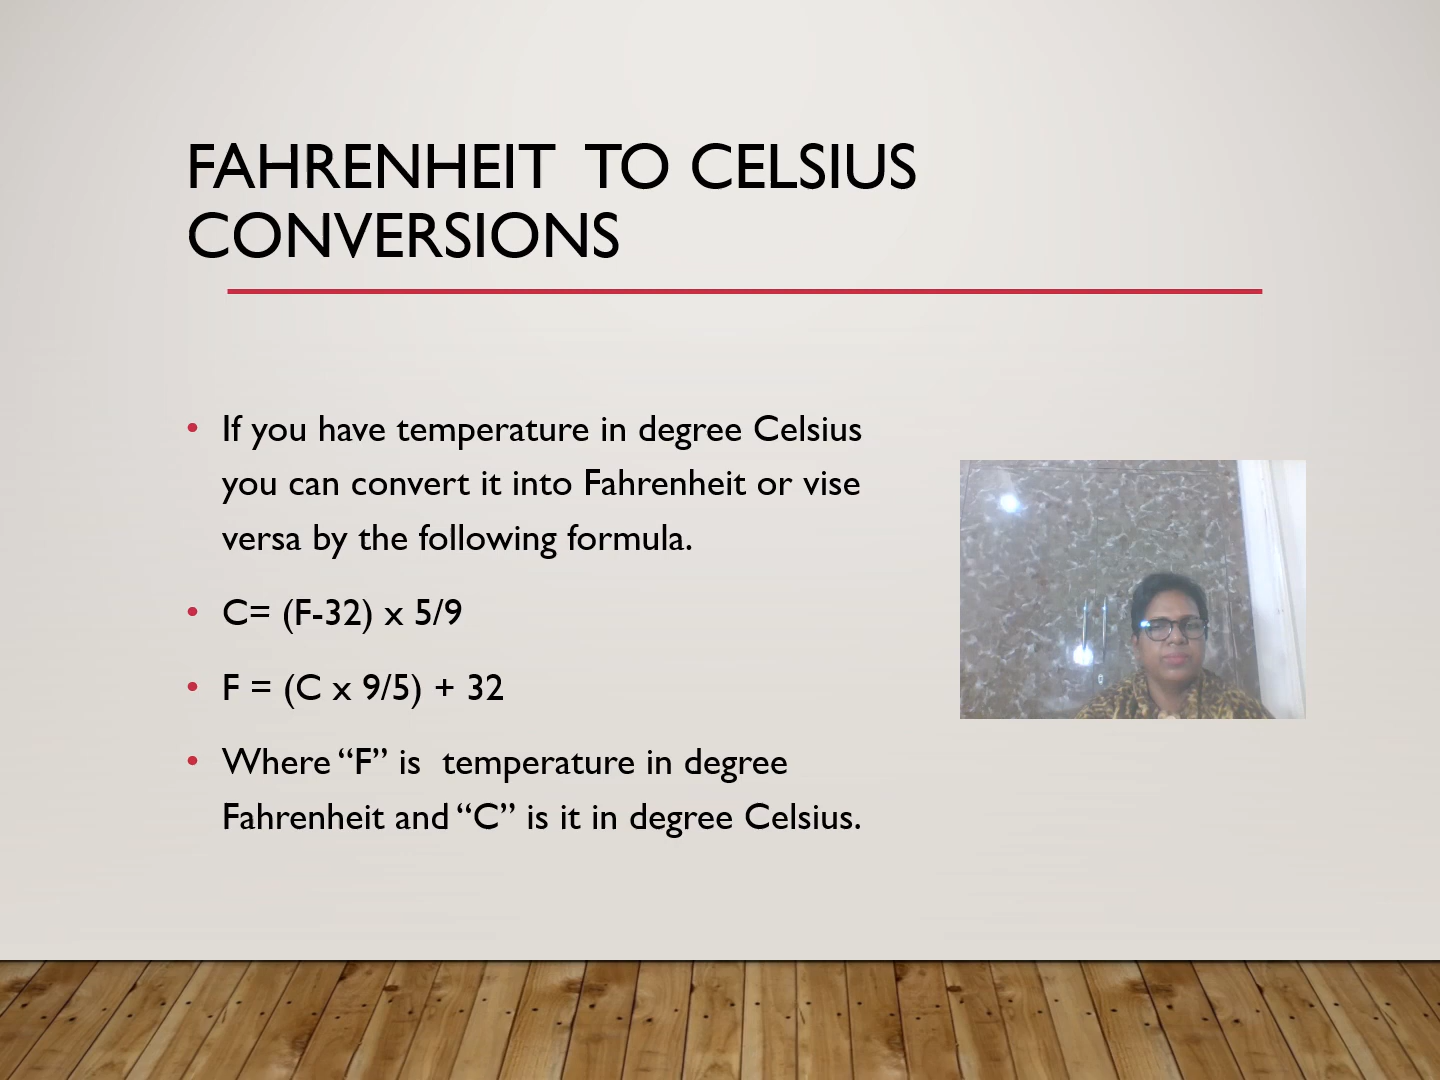 FAHRENHEIT TO CELSIUS
CONVERSIONS
• If you have temperature in degree Celsius
you can convert it into Fahrenheit or vise
versa by the following formula.
• C= (F-32) x 5/9
• F = (C x 9/5) + 32
• Where “F” is temperature in degree
Fahrenheit and “C” is it in degree Celsius.